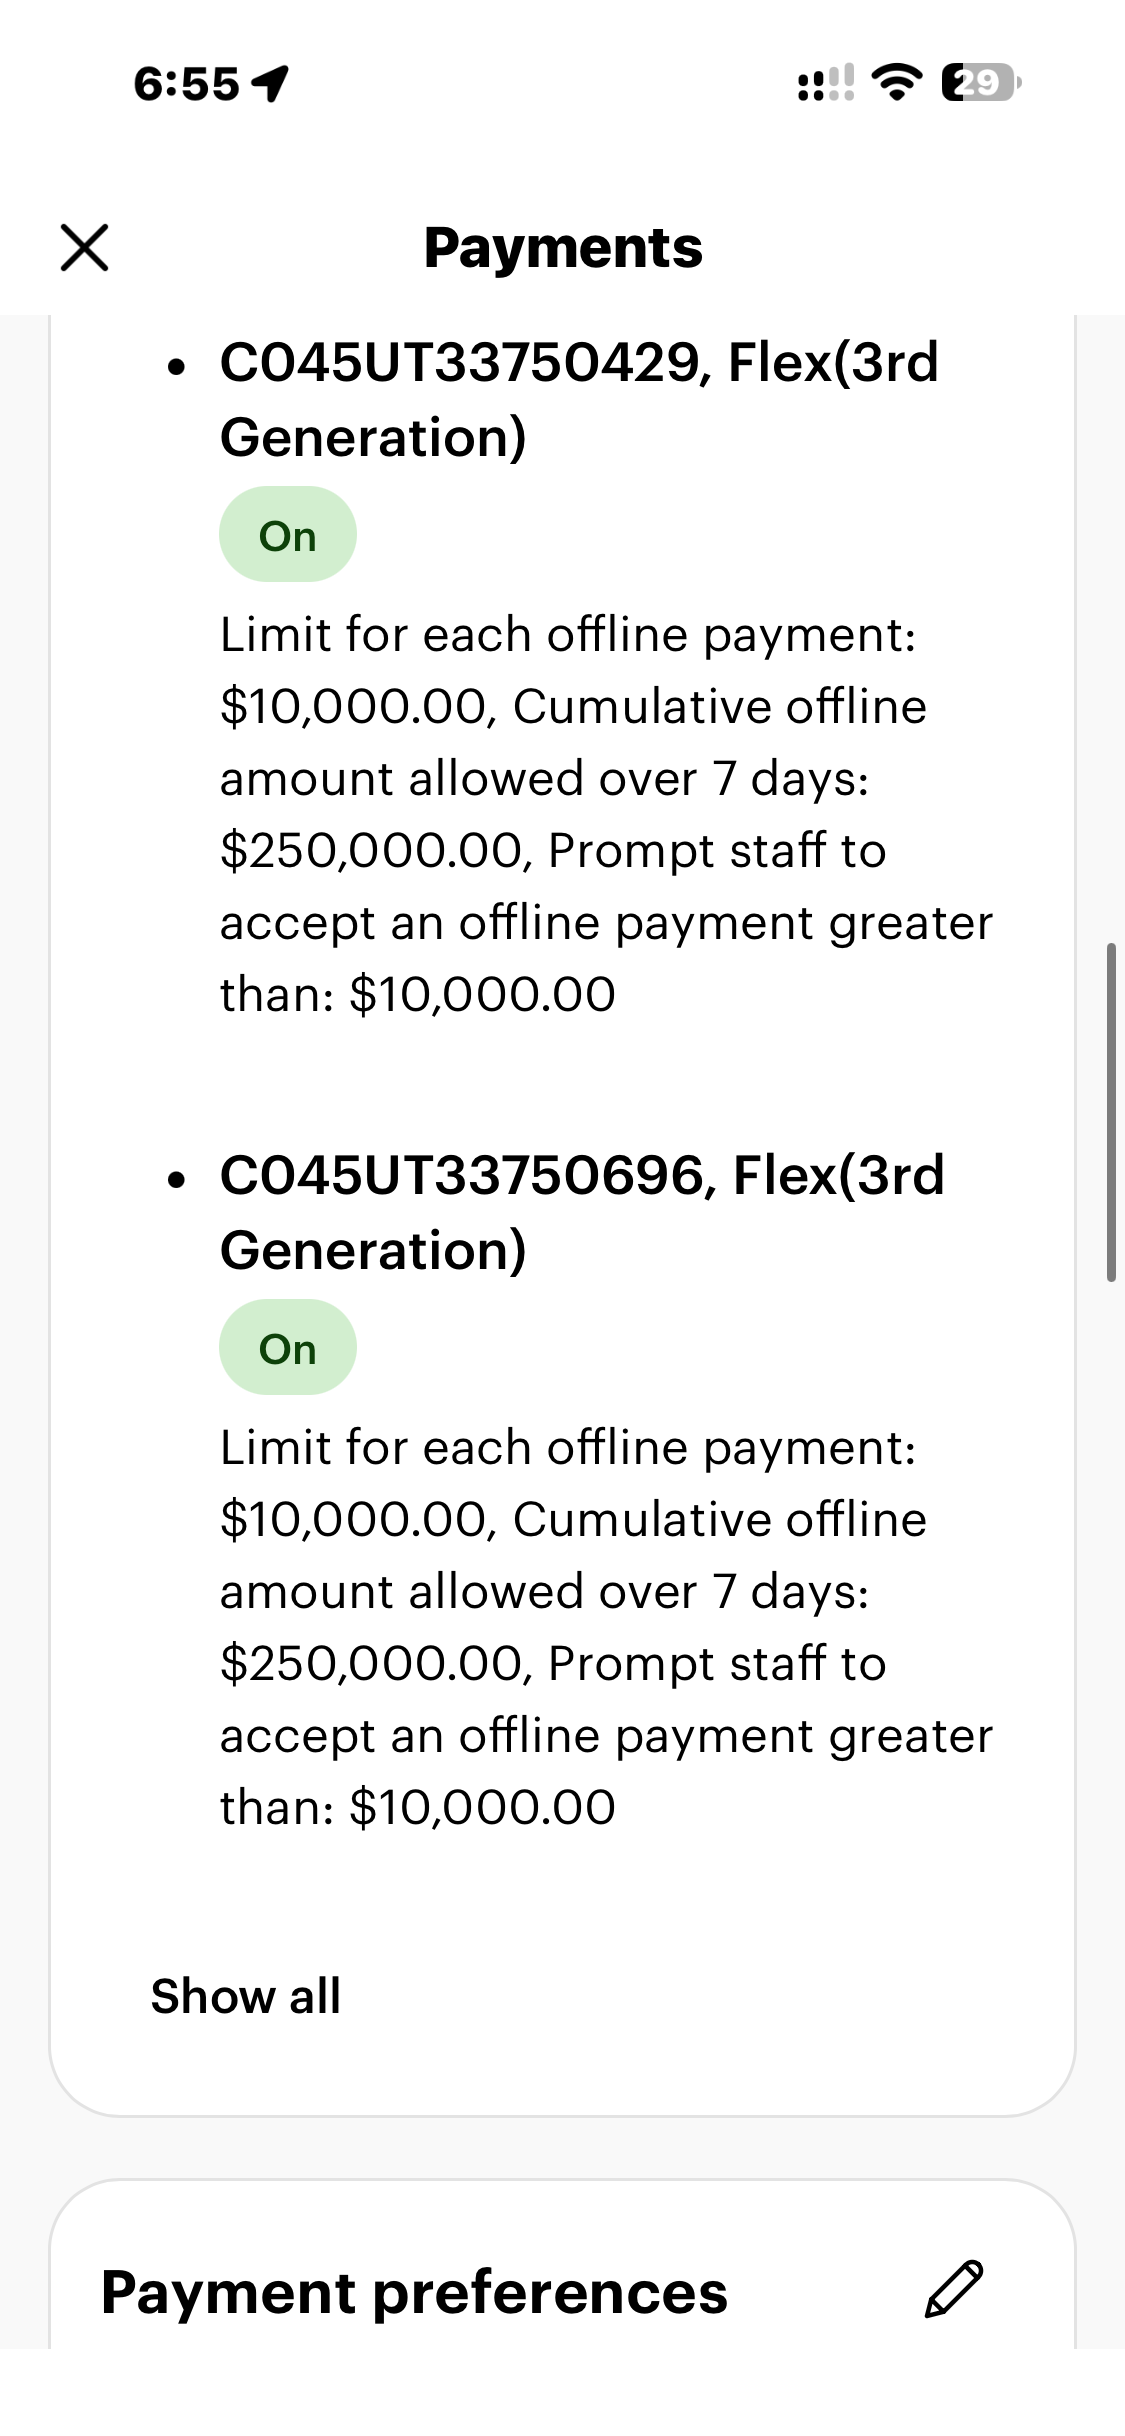 6:55
29
Payments
• C045UT33750429, Flex(3rd
Generation)
On
Limit for each offline payment:
$10,000.00, Cumulative offline
amount allowed over 7 days:
$250,000.00, Prompt staff to
accept an offline payment greater
than: $10,000.00
• C045UT33750696, Flex(3rd
Generation)
On
Limit for each offline payment:
$10,000.00, Cumulative offline
amount allowed over 7 days:
$250,000.00, Prompt staff to
accept an offline payment greater
than: $10,000.00
Show all
Payment preferences